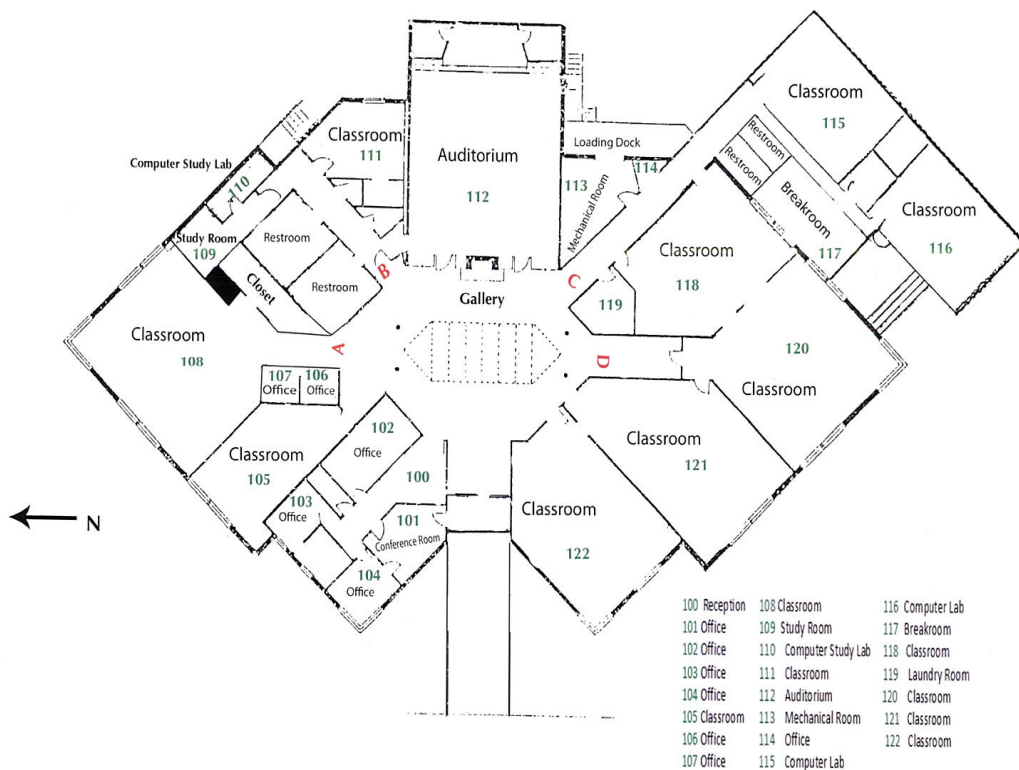 Classroom
115
Restroom
Restroom
Classroom
111
Computer Study Lab
110
Auditorium
112
Loading Dock
114
113
Mechanical Room
Breakroom
117
Classroom
116
Study Room
109
Restroom
Restroom
Closet
B
C
Gallery
Classroom
118
119
Classroom
108
A
D
120
Classroom
107
Office
106
Office
102
Office
Classroom
105
100
Classroom
121
103
Office
101
Conference Room
Classroom
122
104
Office
N
100 Reception
101 Office
102 Office
103 Office
104 Office
105 Classroom
106 Office
107 Office
108 Classroom
109 Study Room
110 Computer Study Lab
111 Classroom
112 Auditorium
113 Mechanical Room
114 Office
115 Computer Lab
116 Computer Lab
117 Breakroom
118 Classroom
119 Laundry Room
120 Classroom
121 Classroom
122 Classroom